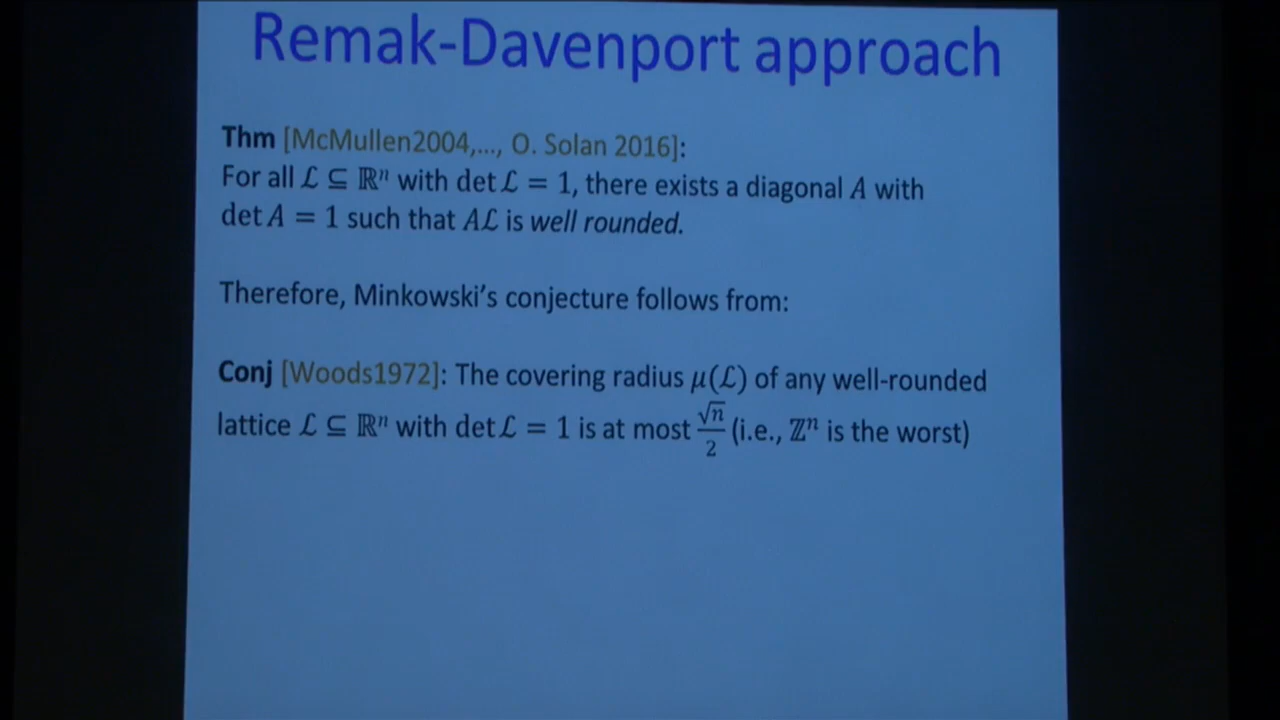 Remak-Davenport approach
Thm [McMullen2004,..., O. Solan 2016]:
For all ℒ ⊆ ℝⁿ with det ℒ = 1, there exists a diagonal A with
det A = 1 such that Aℒ is well rounded.
Therefore, Minkowski's conjecture follows from:
Conj [Woods1972]: The covering radius μ(ℒ) of any well-rounded
lattice ℒ ⊆ ℝⁿ with det ℒ = 1 is at most √n/2 (i.e., ℤⁿ is the worst)